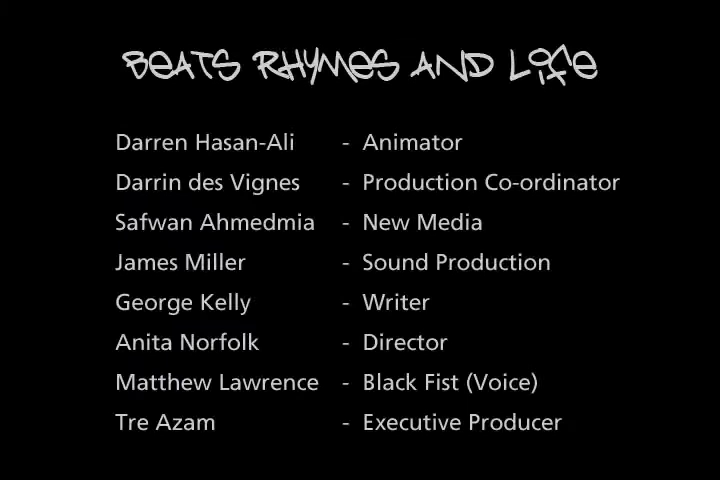 BEATS RHYMES AND LIFE
Darren Hasan-Ali - Animator
Darrin des Vignes - Production Co-ordinator
Safwan Ahmedmia - New Media
James Miller - Sound Production
George Kelly - Writer
Anita Norfolk - Director
Matthew Lawrence - Black Fist (Voice)
Tre Azam - Executive Producer